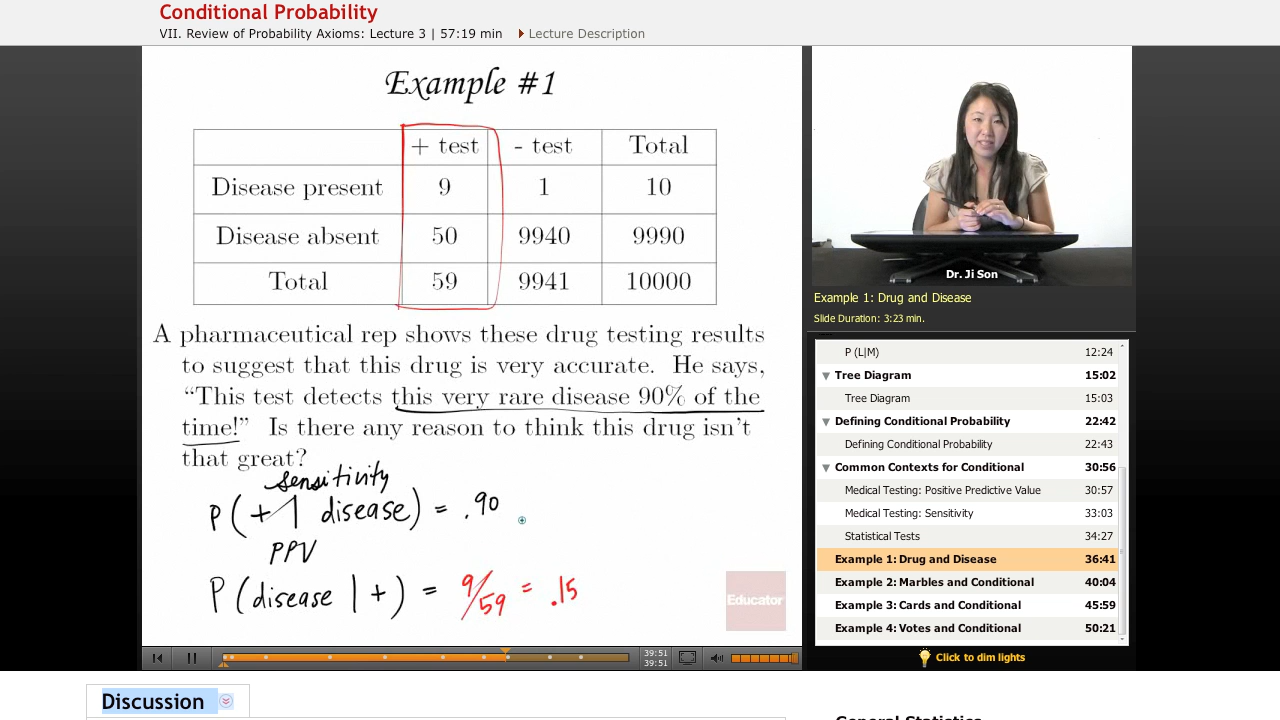 Conditional Probability
VII. Review of Probability Axioms: Lecture 3 | 57:19 min
Lecture Description
Example #1
+ test - test Total
Disease present 9 1 10
Disease absent 50 9940 9990
Total 59 9941 10000
A pharmaceutical rep shows these drug testing results
to suggest that this drug is very accurate. He says,
“This test detects this very rare disease 90% of the
time!” Is there any reason to think this drug isn’t
that great?
sensitivity
P(+ | disease) = .90
PPV
P(disease | +) = 9/59 = .15
Educator
39:51
39:51
Dr. Ji Son
Example 1: Drug and Disease
Slide Duration: 3:23 min.
P (L|M) 12:24
Tree Diagram 15:02
Tree Diagram 15:03
Defining Conditional Probability 22:42
Defining Conditional Probability 22:43
Common Contexts for Conditional 30:56
Medical Testing: Positive Predictive Value 30:57
Medical Testing: Sensitivity 33:03
Statistical Tests 34:27
Example 1: Drug and Disease 36:41
Example 2: Marbles and Conditional 40:04
Example 3: Cards and Conditional 45:59
Example 4: Votes and Conditional 50:21
Click to dim lights
Discussion
General Statistics